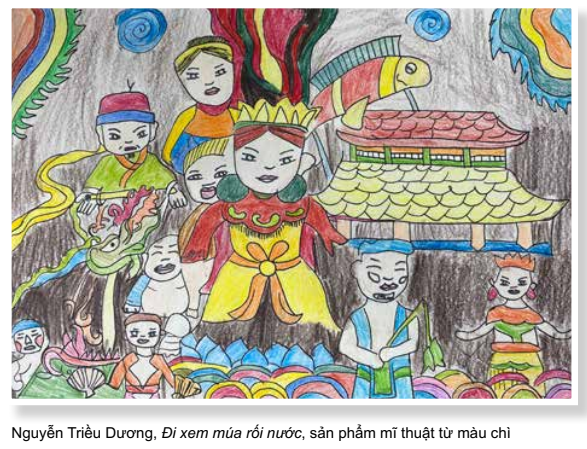 Nguyễn Triều Dương, Đi xem múa rối nước, sản phẩm mĩ thuật từ màu chì